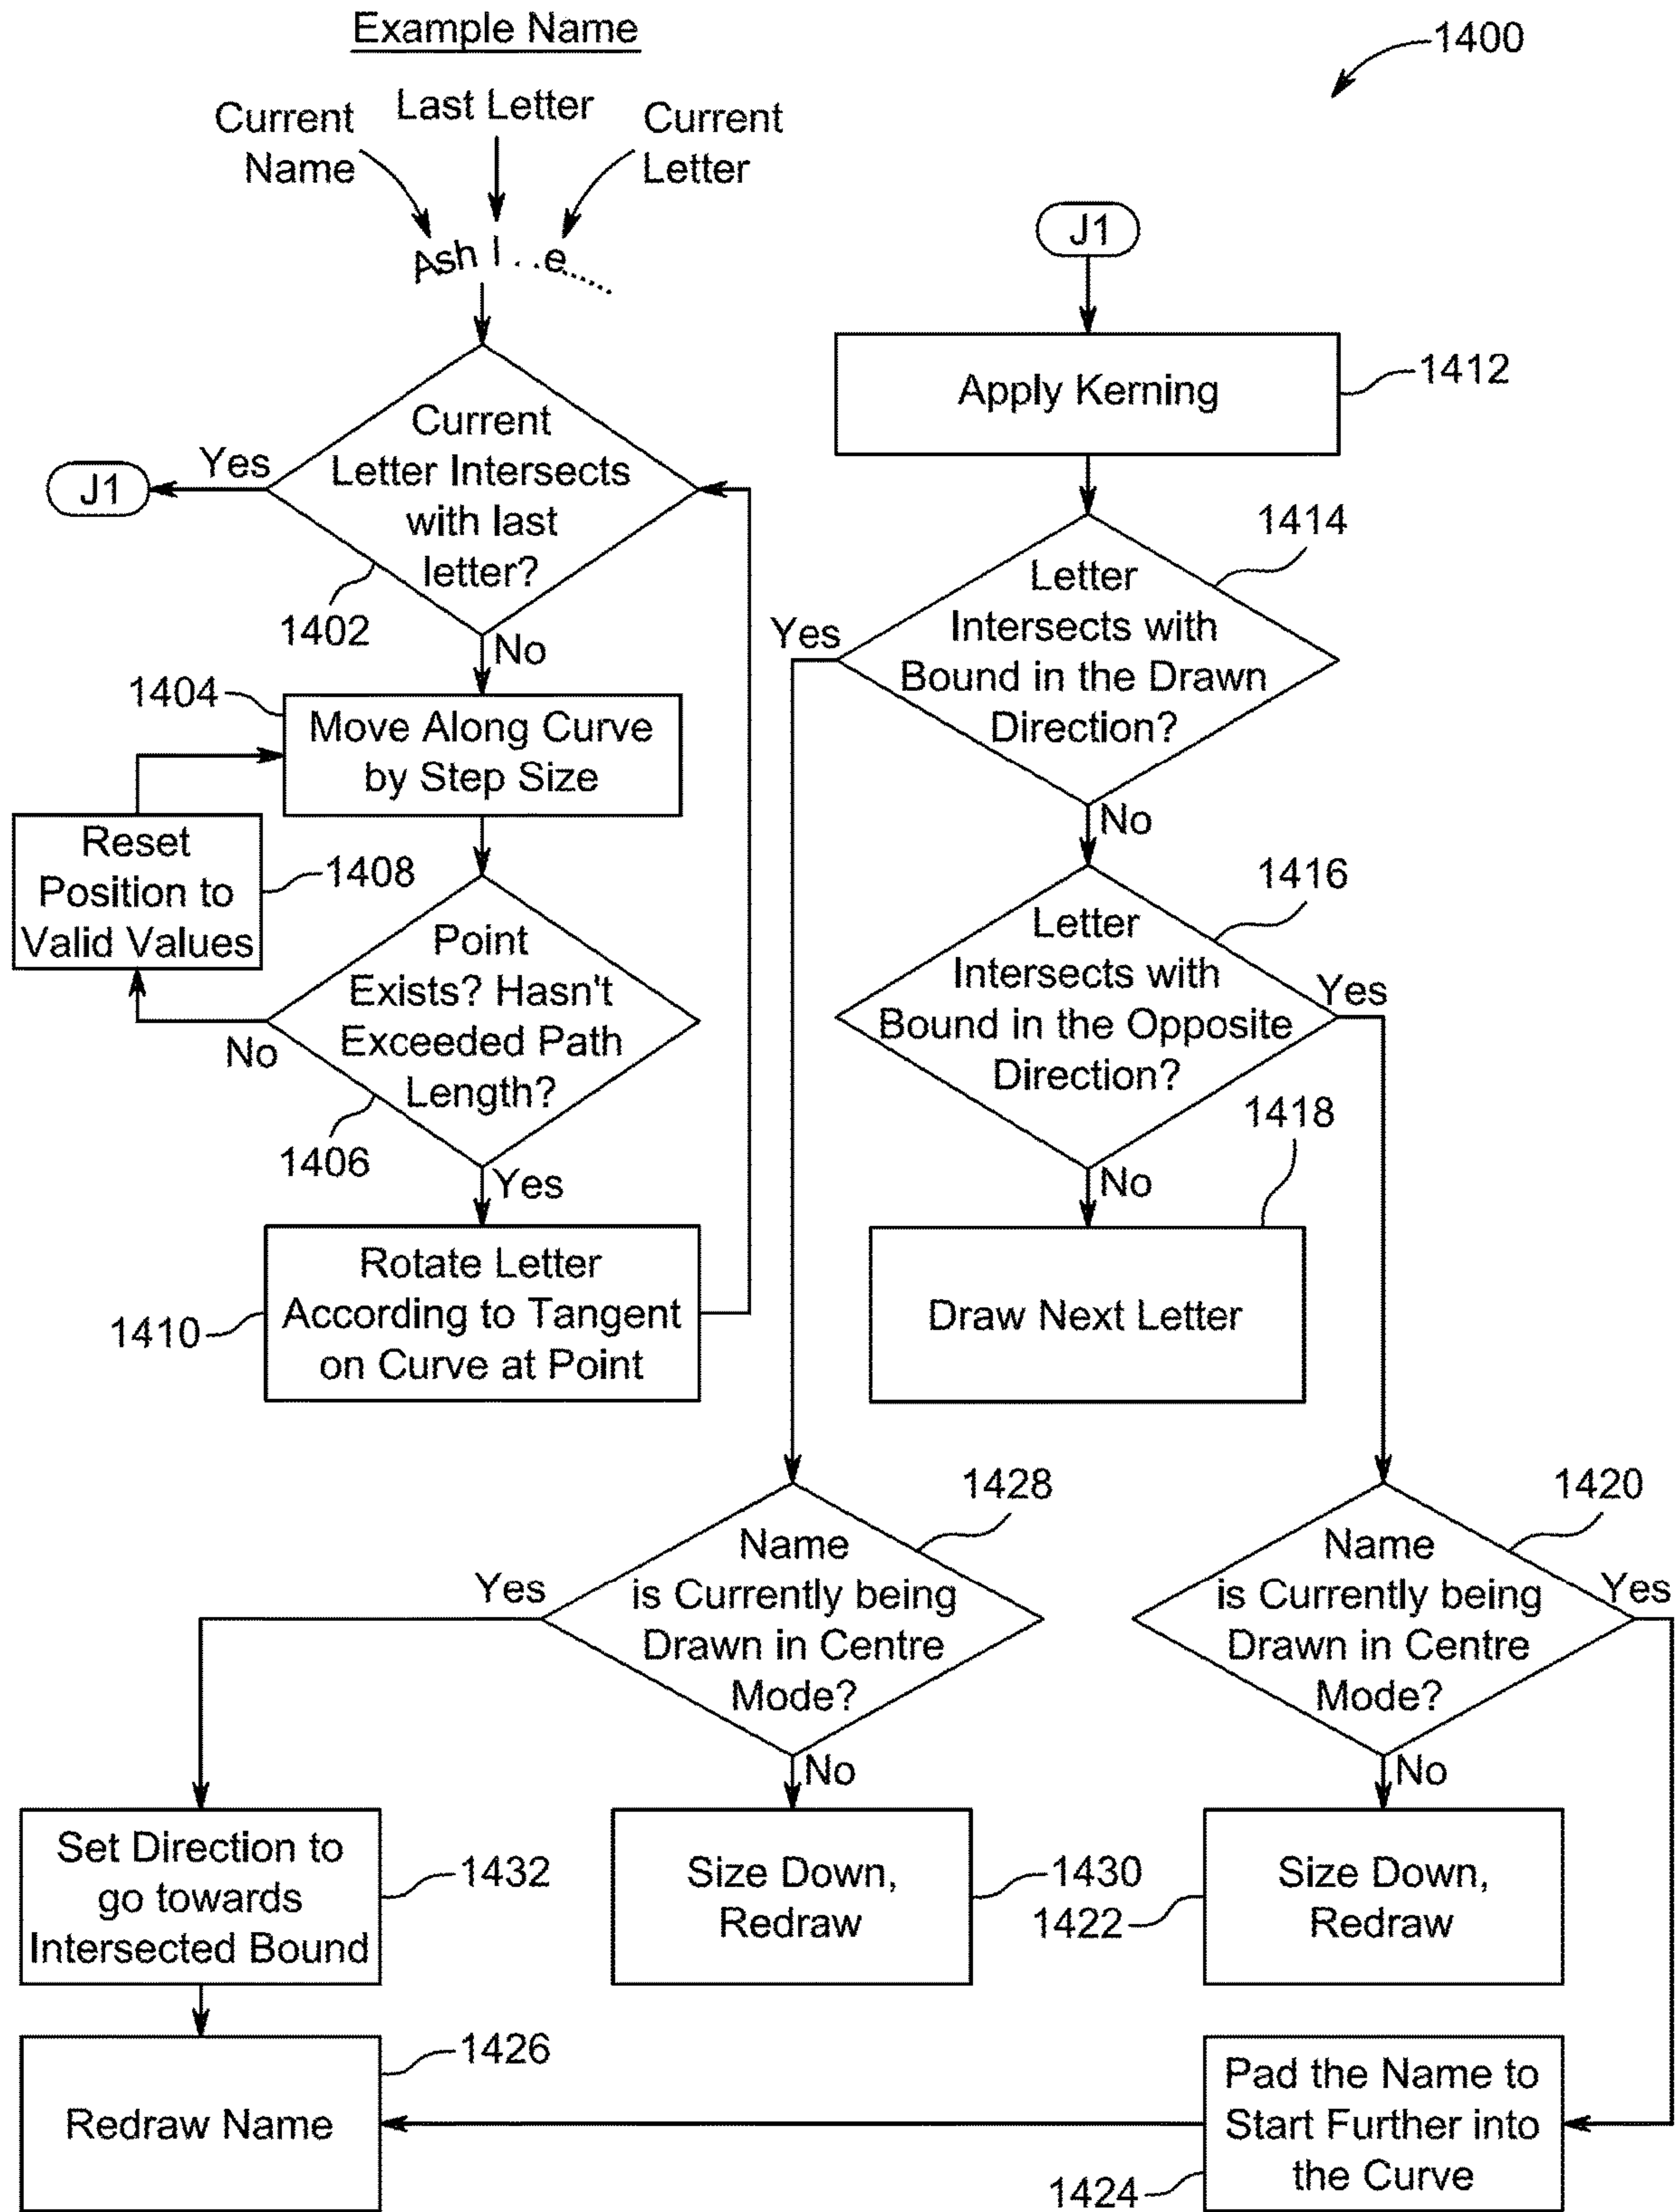 Example Name
1400
Current
Name
Last Letter
Current
Letter
Ash l..e......
Current
Letter Intersects
with last
letter?
Yes
J1
1402
No
1404
Move Along Curve
by Step Size
Reset
Position to
Valid Values
1408
Point
Exists? Hasn't
Exceeded Path
Length?
No
1406
Yes
Rotate Letter
According to Tangent
on Curve at Point
1410
J1
Apply Kerning
1412
1414
Letter
Intersects with
Bound in the Drawn
Direction?
Yes
No
1416
Letter
Intersects with
Bound in the Opposite
Direction?
Yes
1418
No
Draw Next Letter
1428
Name
is Currently being
Drawn in Centre
Mode?
Yes
No
1420
Name
is Currently being
Drawn in Centre
Mode?
Yes
No
Set Direction to
go towards
Intersected Bound
1432
Size Down,
Redraw
1430
1422
Size Down,
Redraw
1426
Redraw Name
Pad the Name to
Start Further into
the Curve
1424